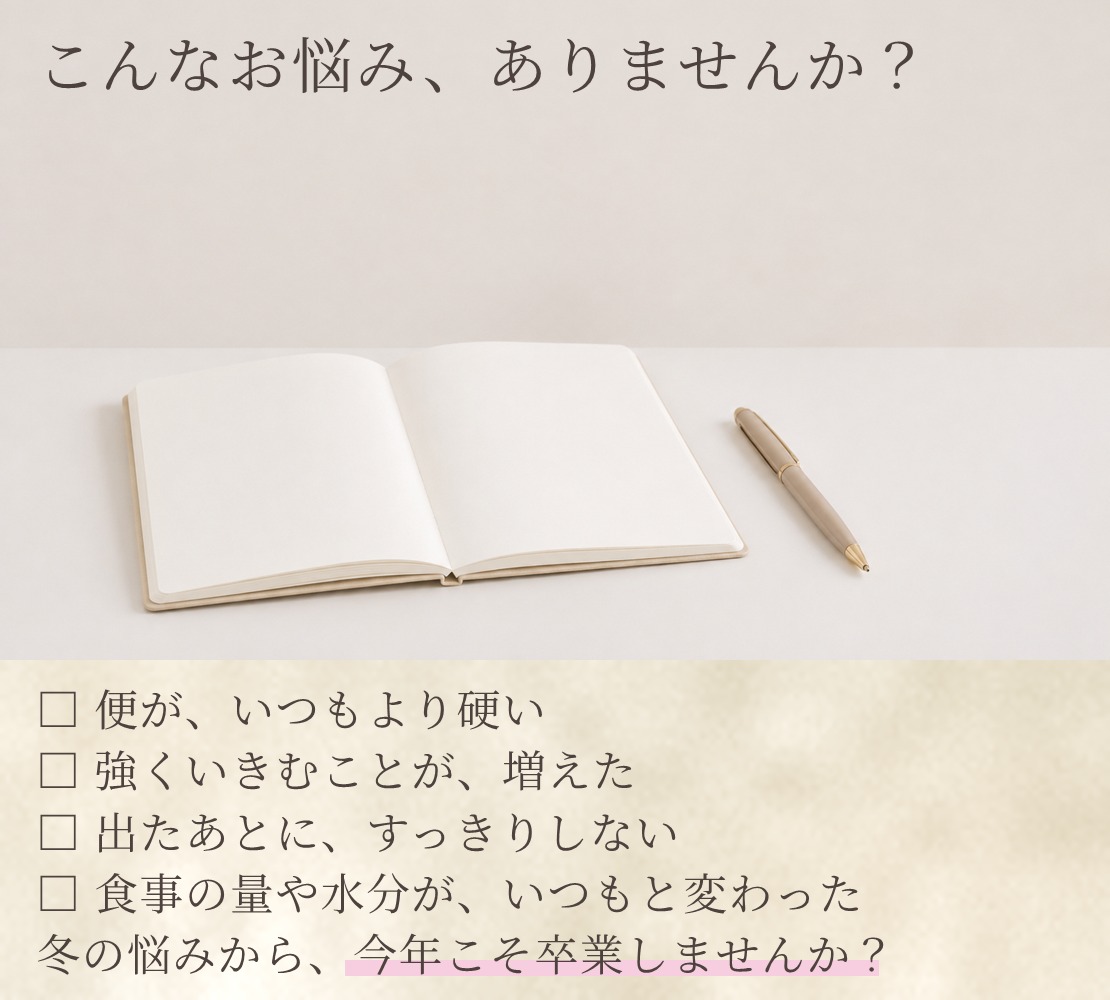 こんなお悩み、ありませんか？
□ 便が、いつもより硬い
□ 強くいきむことが、増えた
□ 出たあとに、すっきりしない
□ 食事の量や水分が、いつもと変わった
冬の悩みから、今年こそ卒業しませんか？